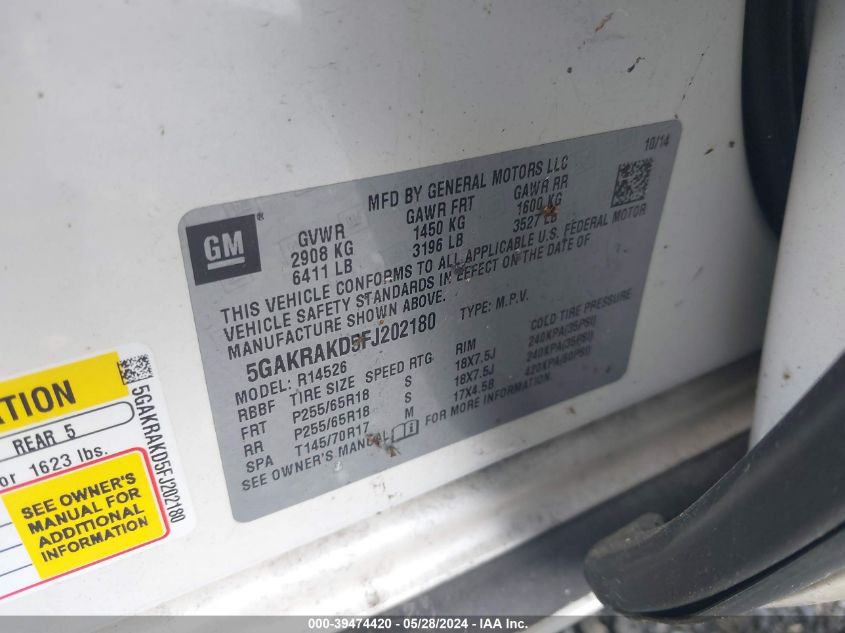 10/14
MFD BY GENERAL MOTORS LLC
GM®
GVWR GAWR FRT GAWR RR
2908 KG 1450 KG 1600 KG
6411 LB 3196 LB 3527 LB
THIS VEHICLE CONFORMS TO ALL APPLICABLE U.S. FEDERAL MOTOR
VEHICLE SAFETY STANDARDS IN EFFECT ON THE DATE OF
MANUFACTURE SHOWN ABOVE.
5GAKRAKD5FJ202180 TYPE: M.P.V.
MODEL: R14526
RBBF TIRE SIZE SPEED RTG RIM COLD TIRE PRESSURE
FRT P255/65R18 S 18X7.5J 240KPA(35PSI)
RR P255/65R18 S 18X7.5J 240KPA(35PSI)
SPA T145/70R17 M 17X4.5B 420KPA(60PSI)
SEE OWNER'S MANUAL FOR MORE INFORMATION.
ATION
REAR 5
or 1623 lbs.
SEE OWNER'S
MANUAL FOR
ADDITIONAL
INFORMATION
5GAKRAKD5FJ202180
000-39474420 - 05/28/2024 - IAA Inc.